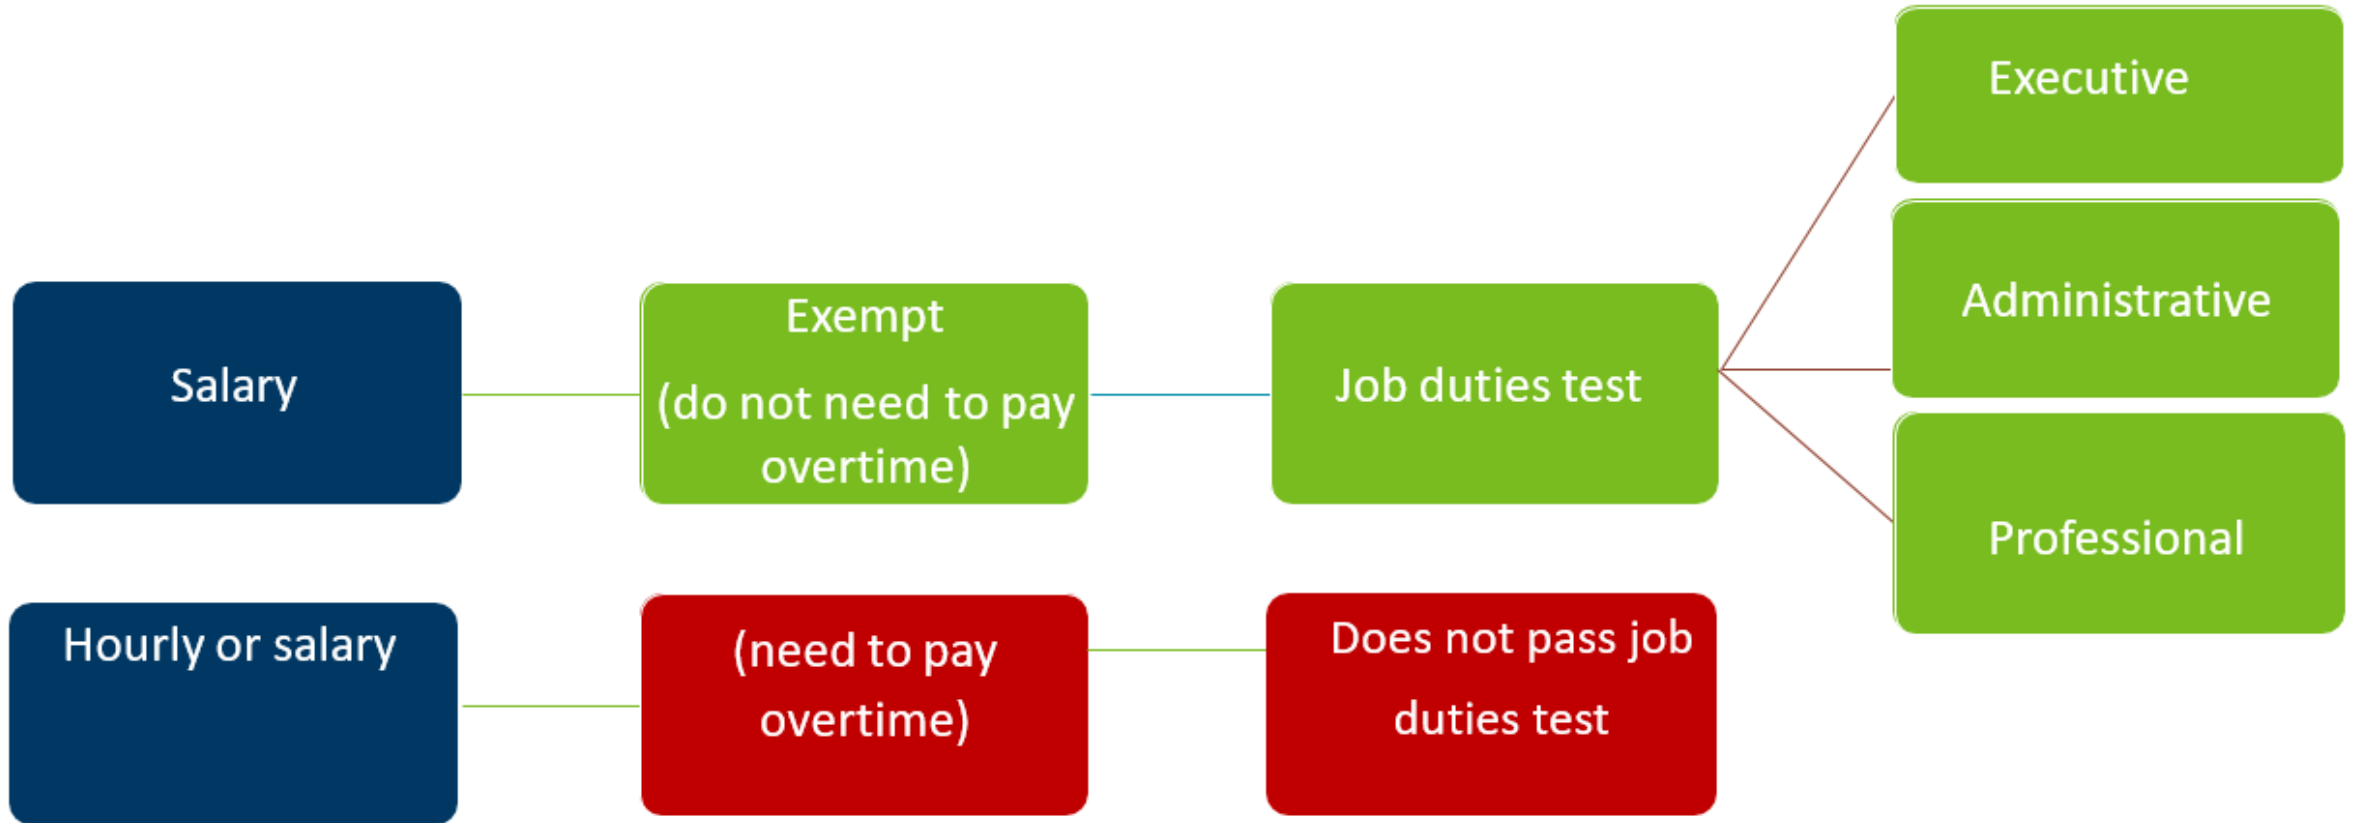 Salary
Exempt
(do not need to pay
overtime)
Job duties test
Executive
Administrative
Professional
Hourly or salary
(need to pay
overtime)
Does not pass job
duties test